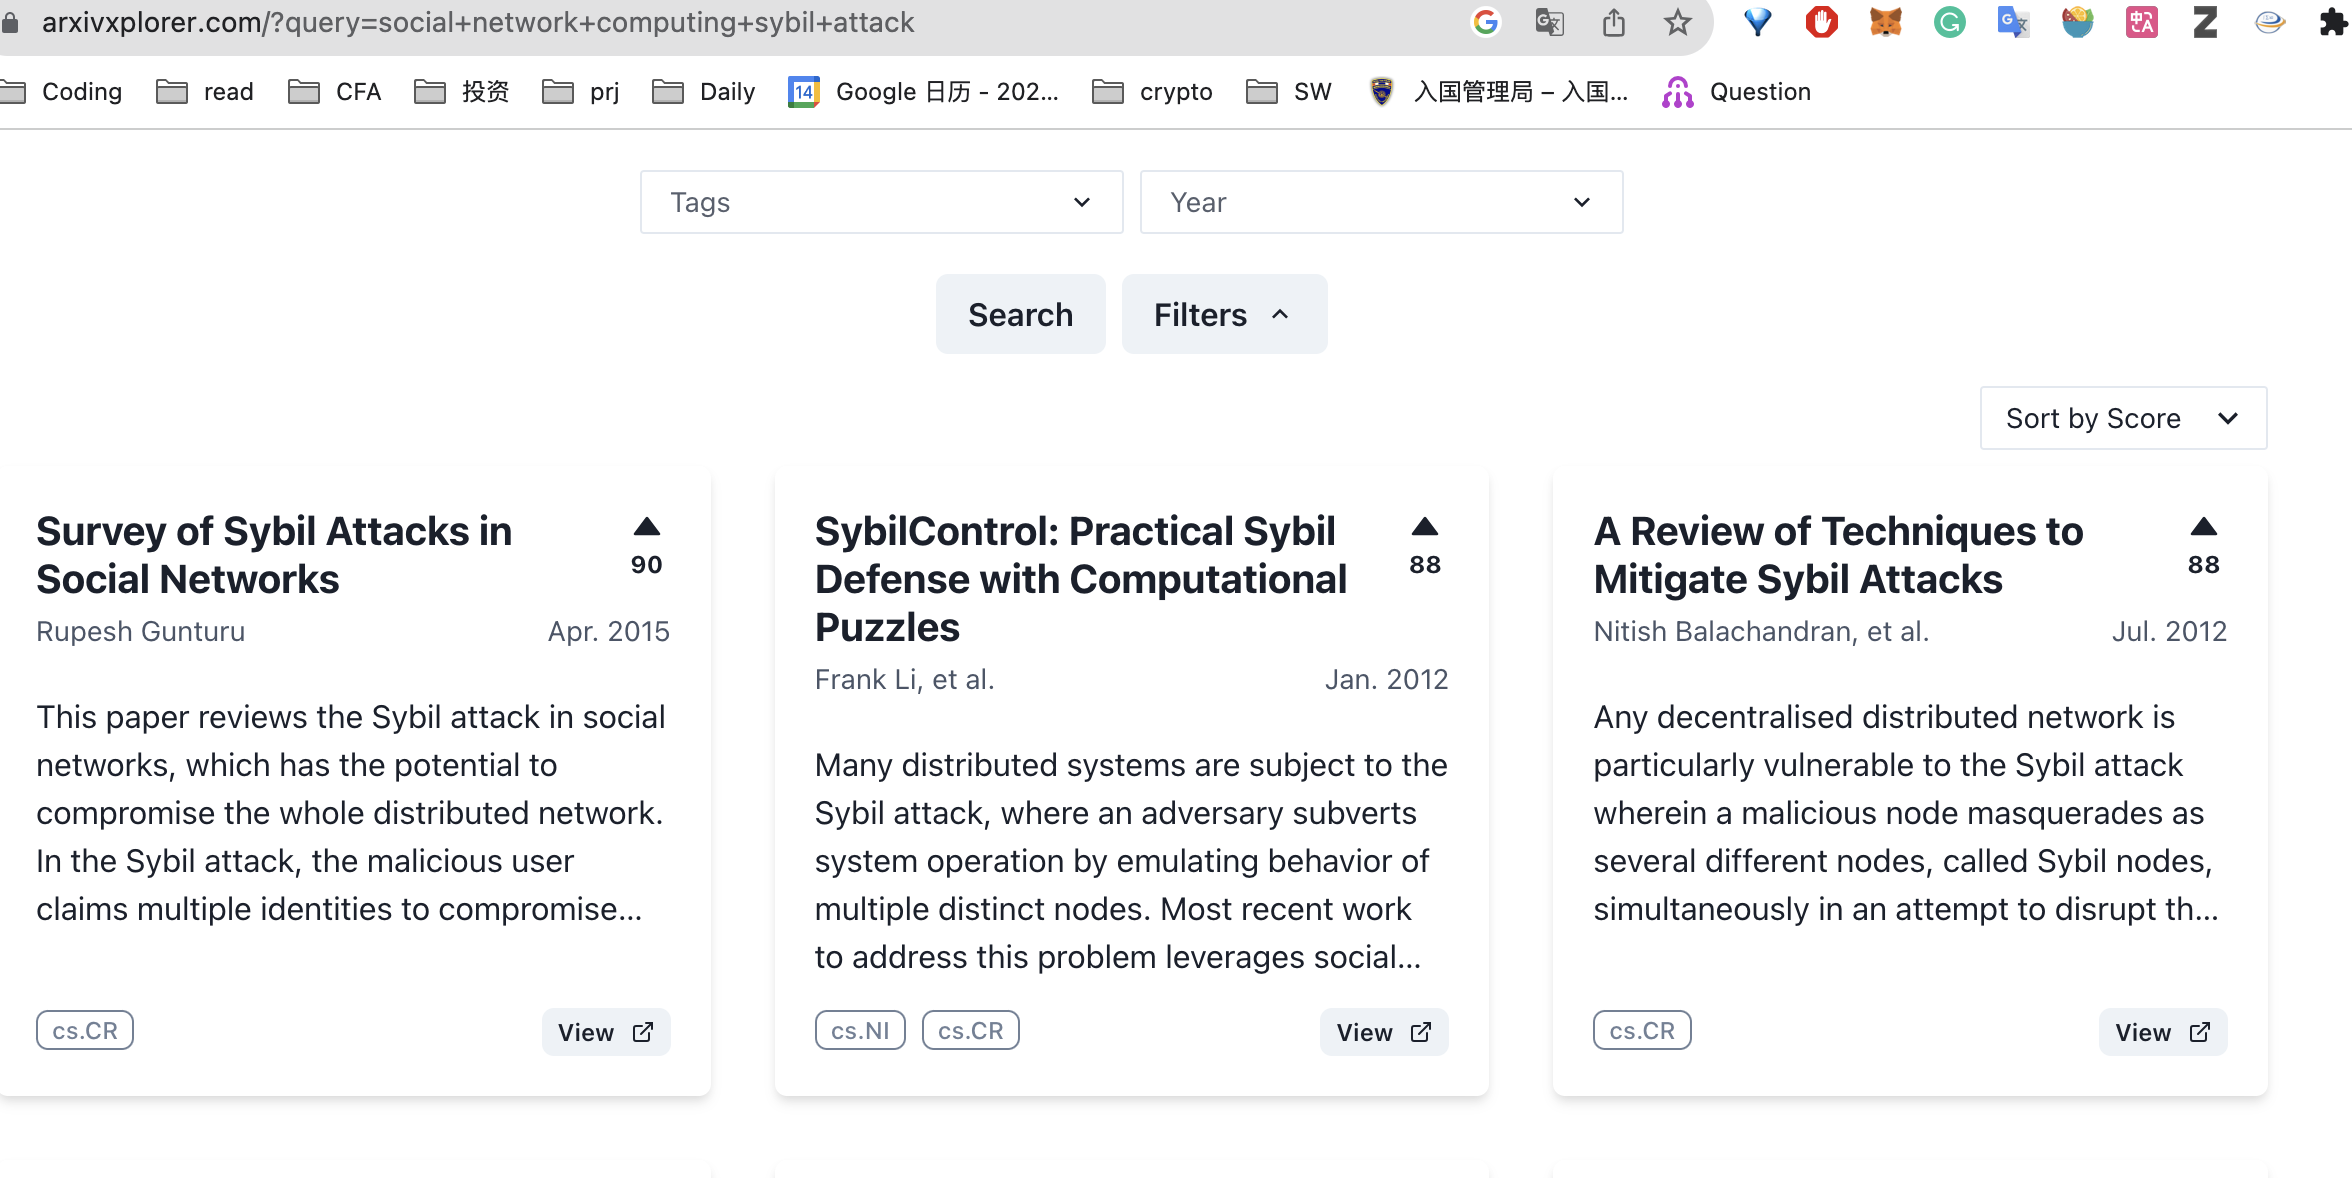 arxivxplorer.com/?query=social+network+computing+sybil+attack
Coding read CFA 投资 prj Daily 14 Google 日历 - 202... crypto SW 入国管理局 – 入国... Question
Tags Year
Search Filters
Sort by Score
Survey of Sybil Attacks in
Social Networks
90
Rupesh Gunturu Apr. 2015
This paper reviews the Sybil attack in social
networks, which has the potential to
compromise the whole distributed network.
In the Sybil attack, the malicious user
claims multiple identities to compromise...
cs.CR View
SybilControl: Practical Sybil
Defense with Computational
Puzzles
88
Frank Li, et al. Jan. 2012
Many distributed systems are subject to the
Sybil attack, where an adversary subverts
system operation by emulating behavior of
multiple distinct nodes. Most recent work
to address this problem leverages social...
cs.NI cs.CR View
A Review of Techniques to
Mitigate Sybil Attacks
88
Nitish Balachandran, et al. Jul. 2012
Any decentralised distributed network is
particularly vulnerable to the Sybil attack
wherein a malicious node masquerades as
several different nodes, called Sybil nodes,
simultaneously in an attempt to disrupt th...
cs.CR View